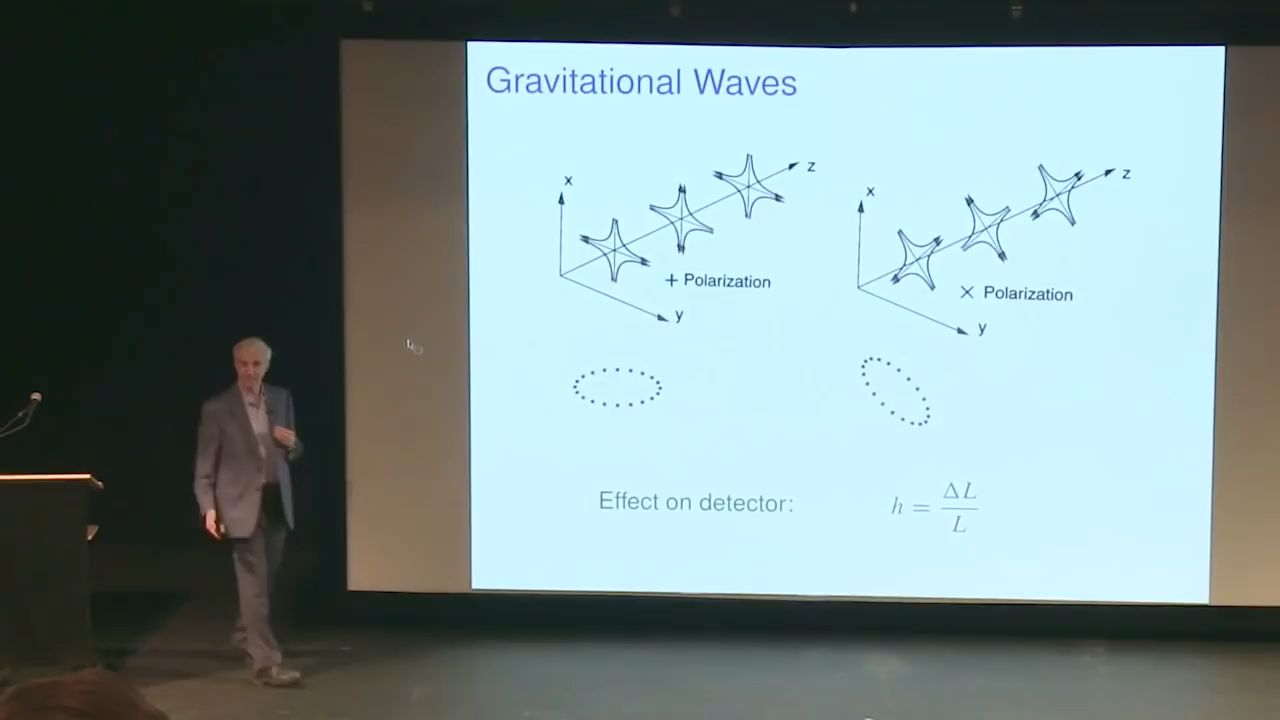 Gravitational Waves
x
z
+ Polarization
y
x
z
× Polarization
y
Effect on detector:
h = ΔL / L